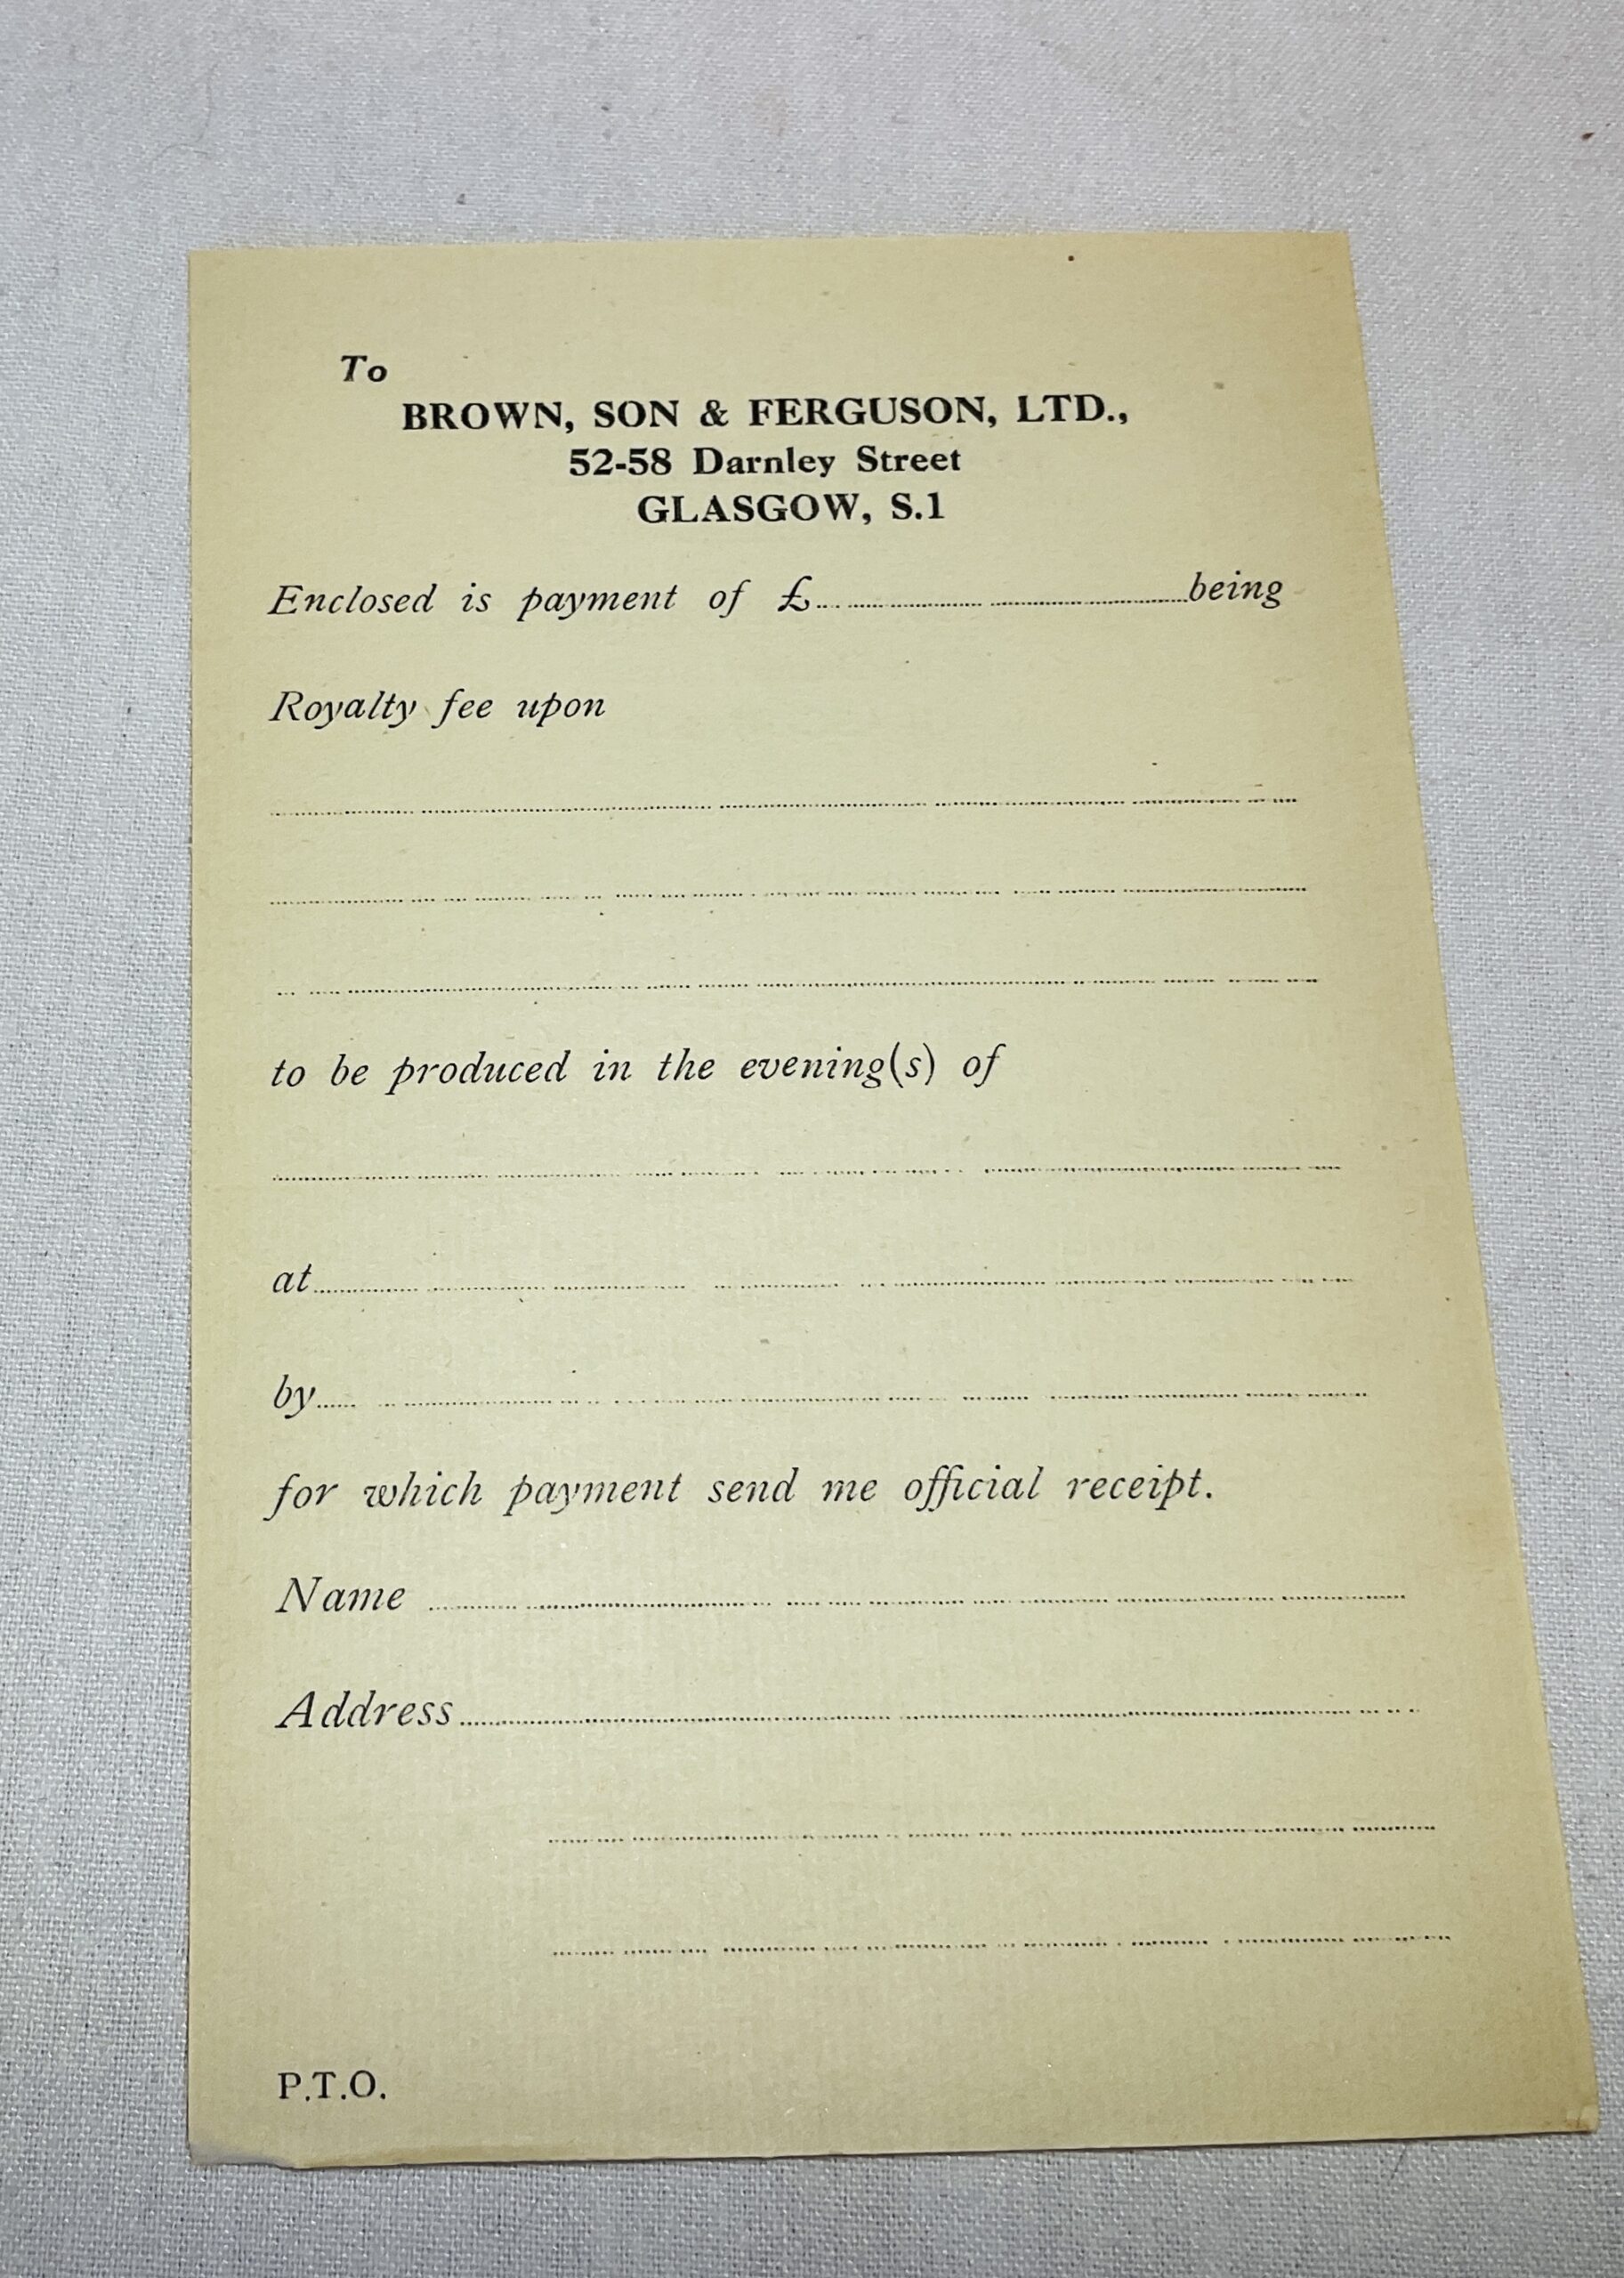 To
BROWN, SON & FERGUSON, LTD.,
52-58 Darnley Street
GLASGOW, S.1
Enclosed is payment of £..............................being
Royalty fee upon
to be produced in the evening(s) of
at..............................
by..............................
for which payment send me official receipt.
Name ..............................
Address..............................
P.T.O.